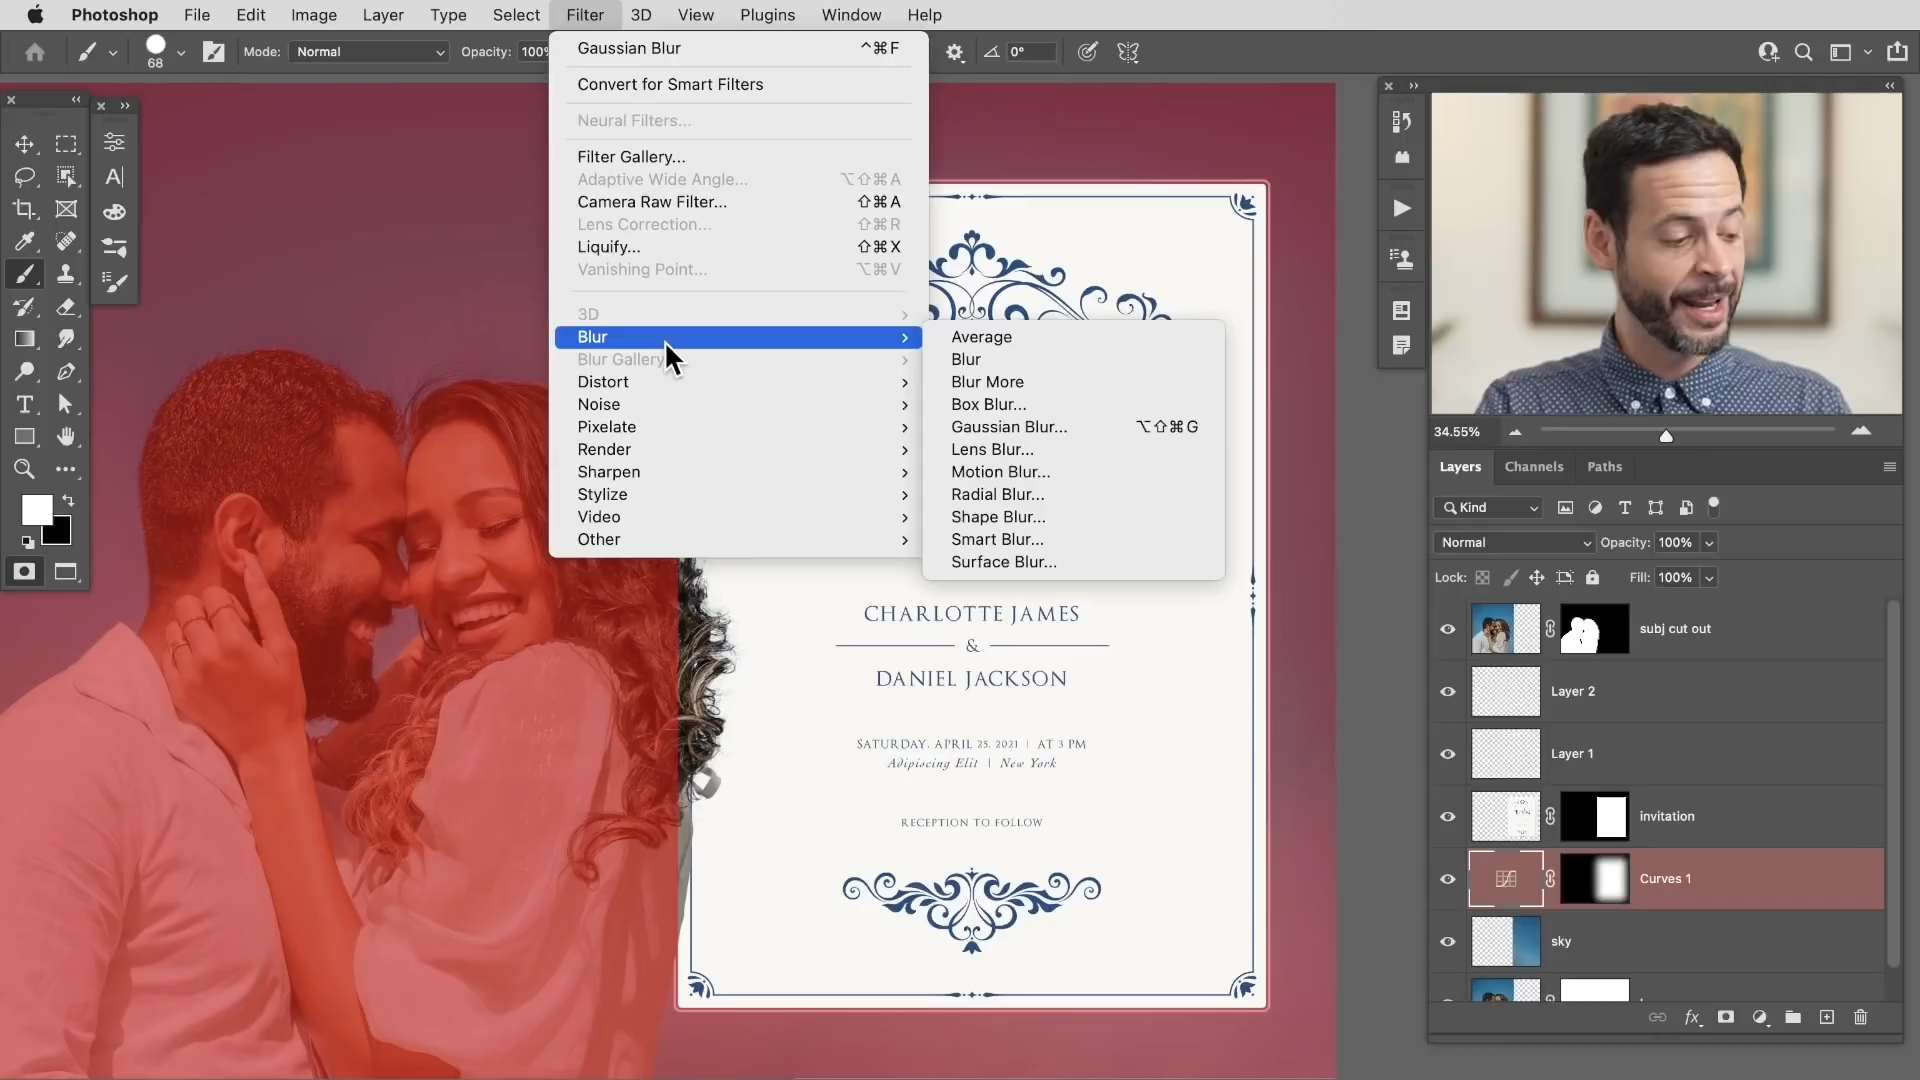 Photoshop File Edit Image Layer Type Select Filter 3D View Plugins Window Help
68 Mode: Normal Opacity: 100% 0°
Gaussian Blur ^⌘F
Convert for Smart Filters
Neural Filters...
Filter Gallery...
Adaptive Wide Angle... ⌥⇧⌘A
Camera Raw Filter... ⇧⌘A
Lens Correction... ⇧⌘R
Liquify... ⇧⌘X
Vanishing Point... ⌥⌘V
3D
Blur
Blur Gallery
Distort
Noise
Pixelate
Render
Sharpen
Stylize
Video
Other
Average
Blur
Blur More
Box Blur...
Gaussian Blur... ⌥⇧⌘G
Lens Blur...
Motion Blur...
Radial Blur...
Shape Blur...
Smart Blur...
Surface Blur...
CHARLOTTE JAMES
&
DANIEL JACKSON
SATURDAY, APRIL 25, 2021 | AT 3 PM
Adipiscing Elit | New York
RECEPTION TO FOLLOW
34.55%
Layers Channels Paths
Kind
Normal Opacity: 100%
Lock: Fill: 100%
subj cut out
Layer 2
Layer 1
invitation
Curves 1
sky